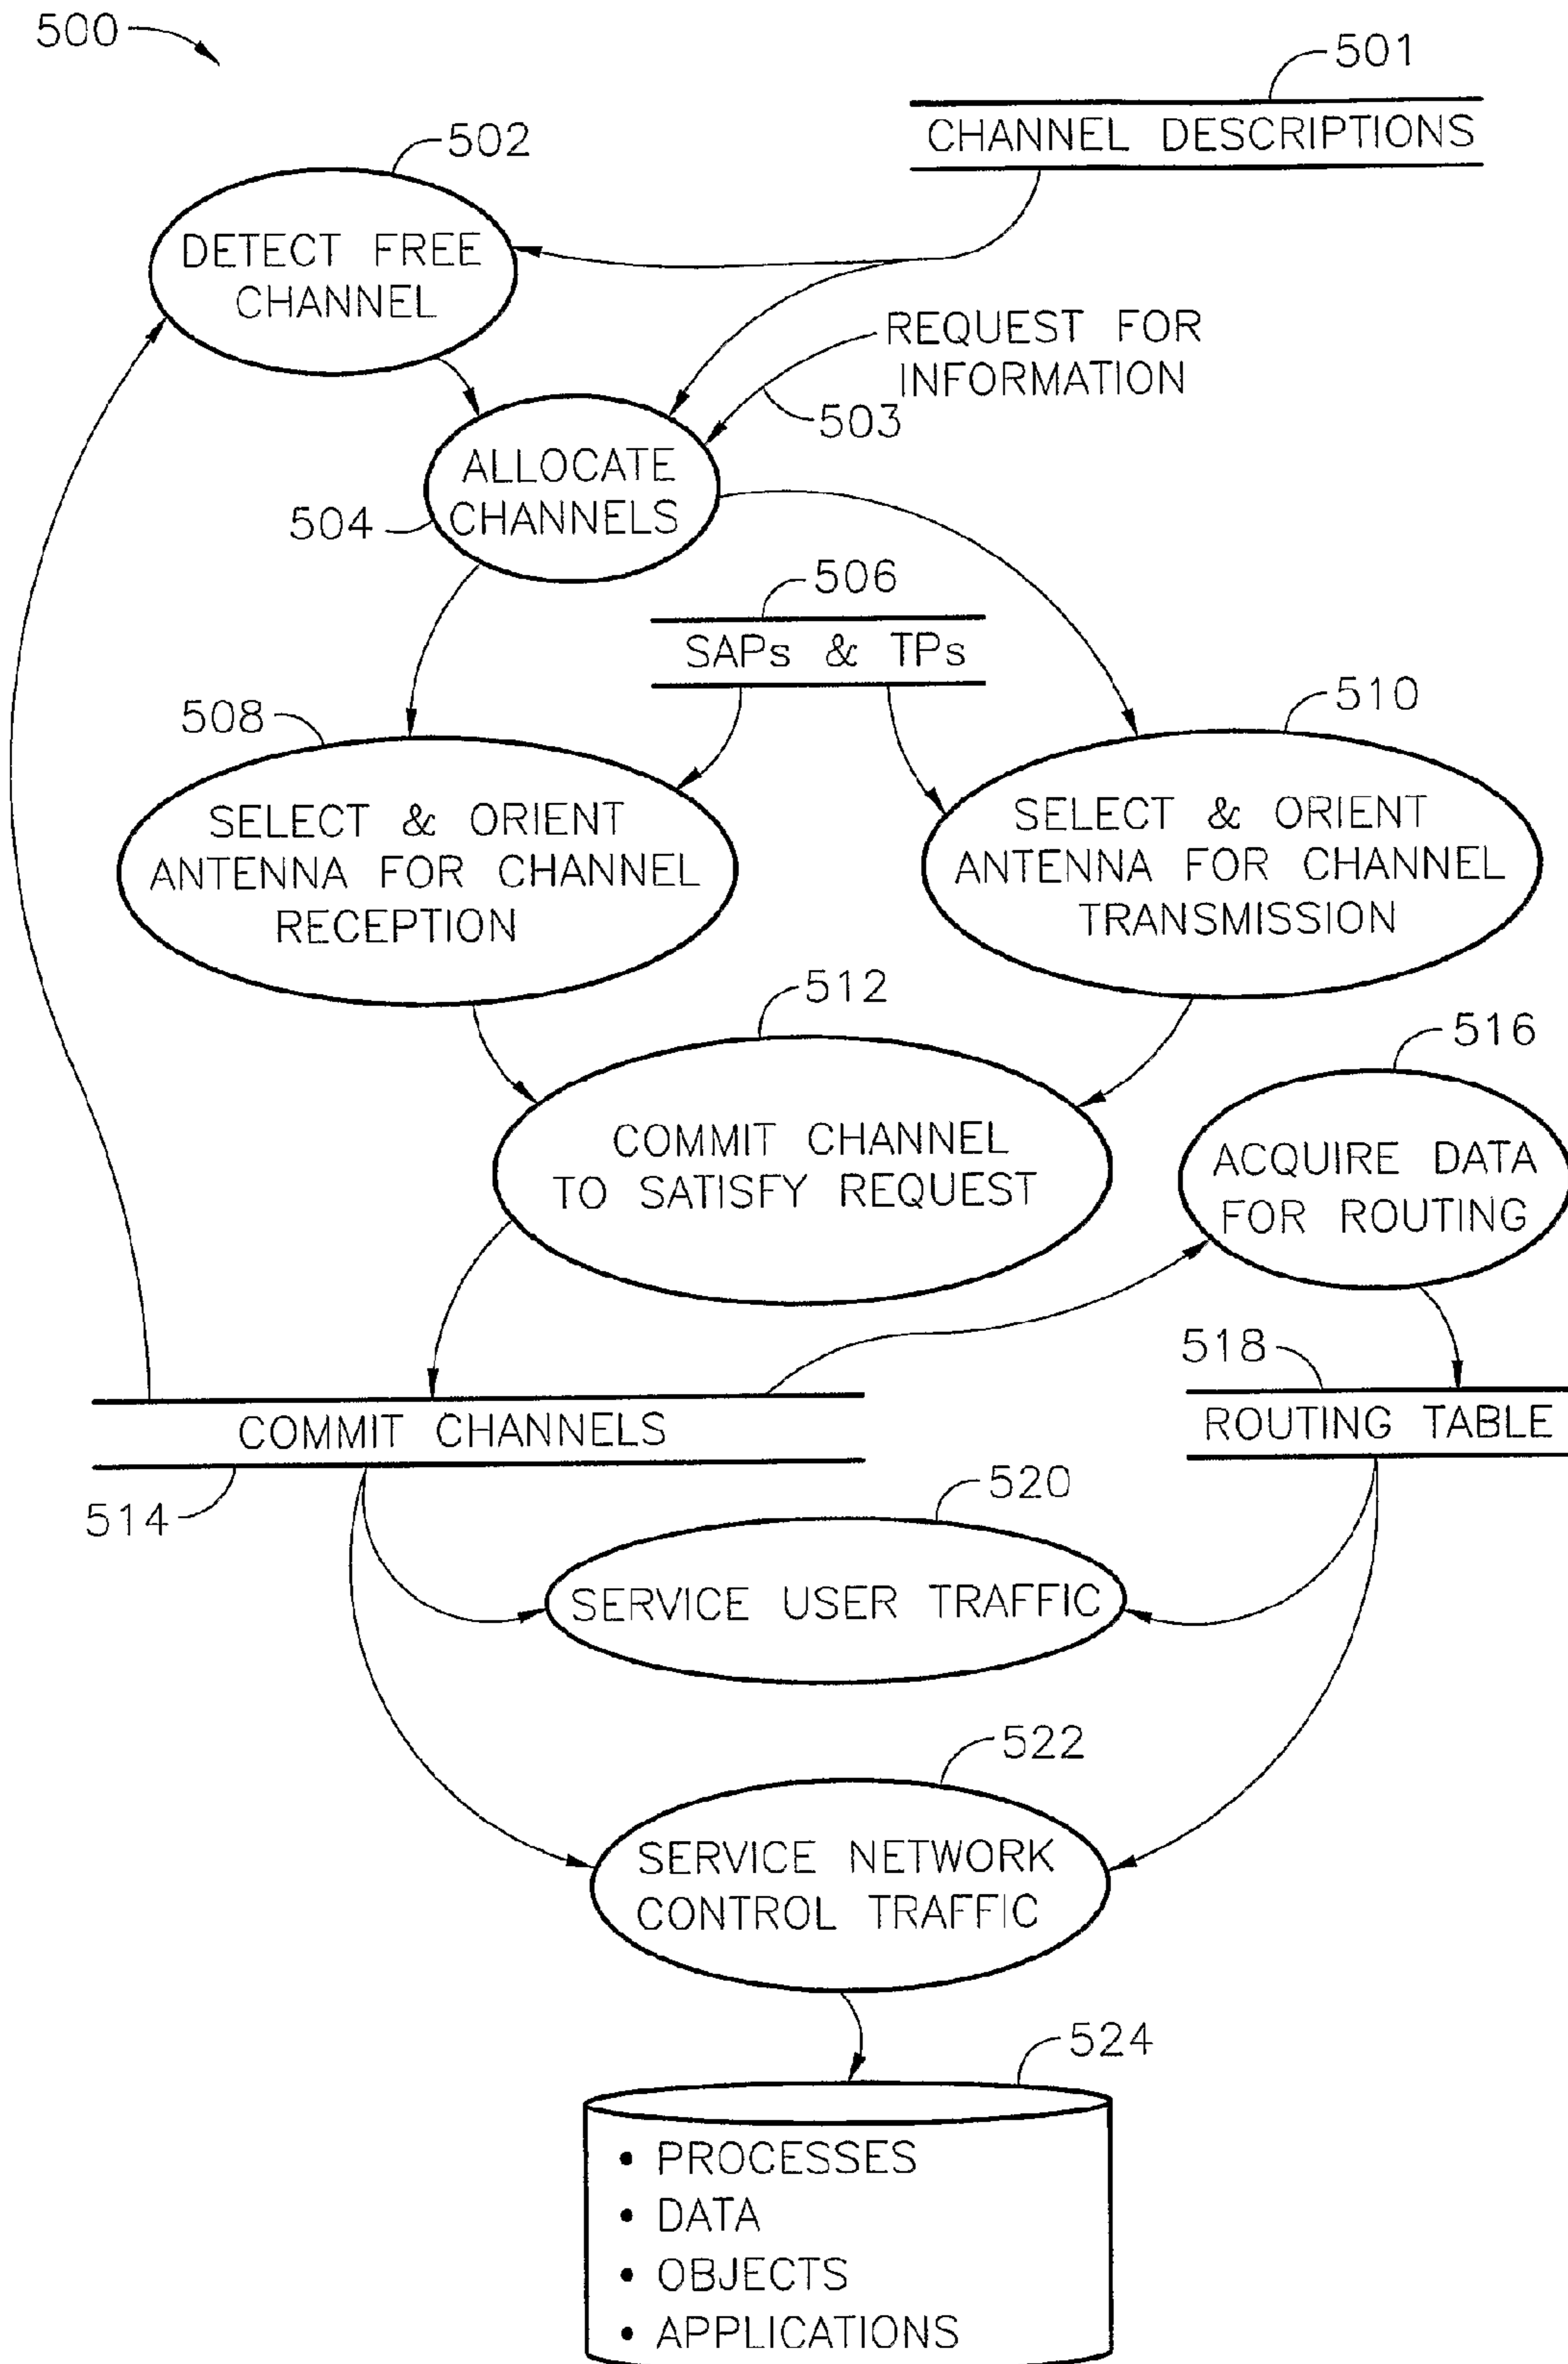 500
501
CHANNEL DESCRIPTIONS
502
DETECT FREE
CHANNEL
REQUEST FOR
INFORMATION
503
ALLOCATE
CHANNELS
504
506
SAPs & TPs
508
510
SELECT & ORIENT
ANTENNA FOR CHANNEL
RECEPTION
SELECT & ORIENT
ANTENNA FOR CHANNEL
TRANSMISSION
512
516
COMMIT CHANNEL
TO SATISFY REQUEST
ACQUIRE DATA
FOR ROUTING
518
COMMIT CHANNELS
ROUTING TABLE
514
520
SERVICE USER TRAFFIC
522
SERVICE NETWORK
CONTROL TRAFFIC
524
• PROCESSES
• DATA
• OBJECTS
• APPLICATIONS